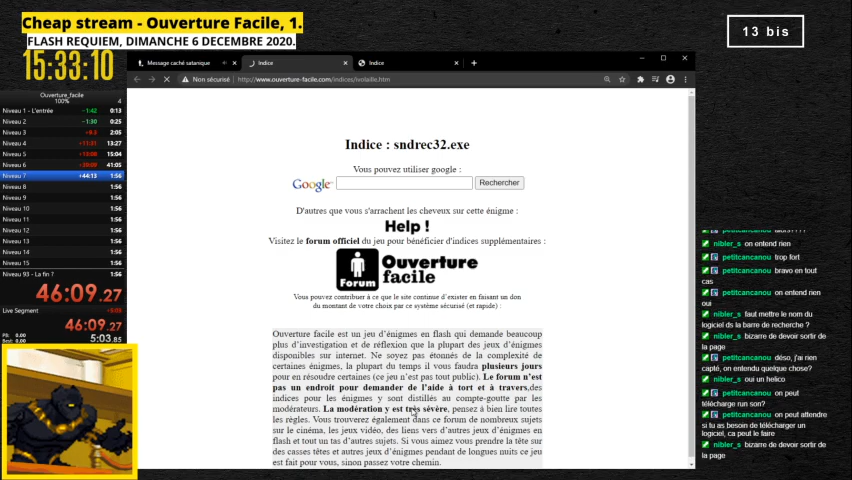 Cheap stream - Ouverture Facile, 1.
FLASH REQUIEM, DIMANCHE 6 DECEMBRE 2020.
15:33:10
13 bis
Ouverture_facile
100% 4
Niveau 1 - L'entrée -1:42 0:13
Niveau 2 -1:30 0:25
Niveau 3 2:05
Niveau 4 +11:31 13:27
Niveau 5 +13:08 15:04
Niveau 6 41:05
Niveau 7 +44:13 1:56
Niveau 8 1:56
Niveau 9 1:56
Niveau 10 1:56
Niveau 11 1:56
Niveau 12 1:56
Niveau 13 1:56
Niveau 14 1:56
Niveau 15 1:56
Niveau 93 - La fin ? 1:56
46:09.27
Live Segment
46:09.27
PB: 0.00
Best: 0.00
5:03.85
Message caché satanique
Indice
Indice
Non sécurisé | http://www.ouverture-facile.com/indices/ivolaille.htm
Indice : sndrec32.exe
Vous pouvez utiliser google :
Google
Rechercher
D'autres que vous s'arrachent les cheveux sur cette énigme :
Help !
Visitez le forum officiel du jeu pour bénéficier d'indices supplémentaires :
Forum
Ouverture facile
Vous pouvez contribuer à ce que le site continue d'exister en faisant un don
du montant de votre choix par ce système sécurisé (et rapide) :
Ouverture facile est un jeu d'énigmes en flash qui demande beaucoup
plus d'investigation et de réflexion que la plupart des jeux d'énigmes
disponibles sur internet. Ne soyez pas étonnés de la complexité de
certaines énigmes, la plupart du temps il vous faudra plusieurs jours
pour en résoudre certaines (ce jeu n'est pas tout public). Le forum n'est
pas un endroit pour demander de l'aide à tort et à travers,des
indices pour les énigmes y sont distillés au compte-goutte par les
modérateurs. La modération y est très sévère, pensez à bien lire toutes
les règles. Vous trouverez également dans ce forum de nombreux sujets
sur le cinéma, les jeux vidéo, des liens vers d'autres jeux d'énigmes en
flash et tout un tas d'autres sujets. Si vous aimez vous prendre la tête sur
des casses têtes et autres jeux d'énigmes pendant de longues nuits ce jeu
est fait pour vous, sinon passez votre chemin.
nibler_s on entend rien
petitcancanou trop fort
petitcancanou bravo en tout
cas
petitcancanou on entend rien
oui
nibler_s faut mettre le nom du
logiciel ds la barre de recherche ?
nibler_s bizarre de devoir sortir de
la page
petitcancanou déso, j'ai rien
capté, on entendu quelque chose?
nibler_s oui un helico
petitcancanou on peut
télécharge run son?
petitcancanou on peut attendre
si tu as besoin de télécharger un
logiciel, ca peut le faire
nibler_s bizarre de devoir sortir de
la page